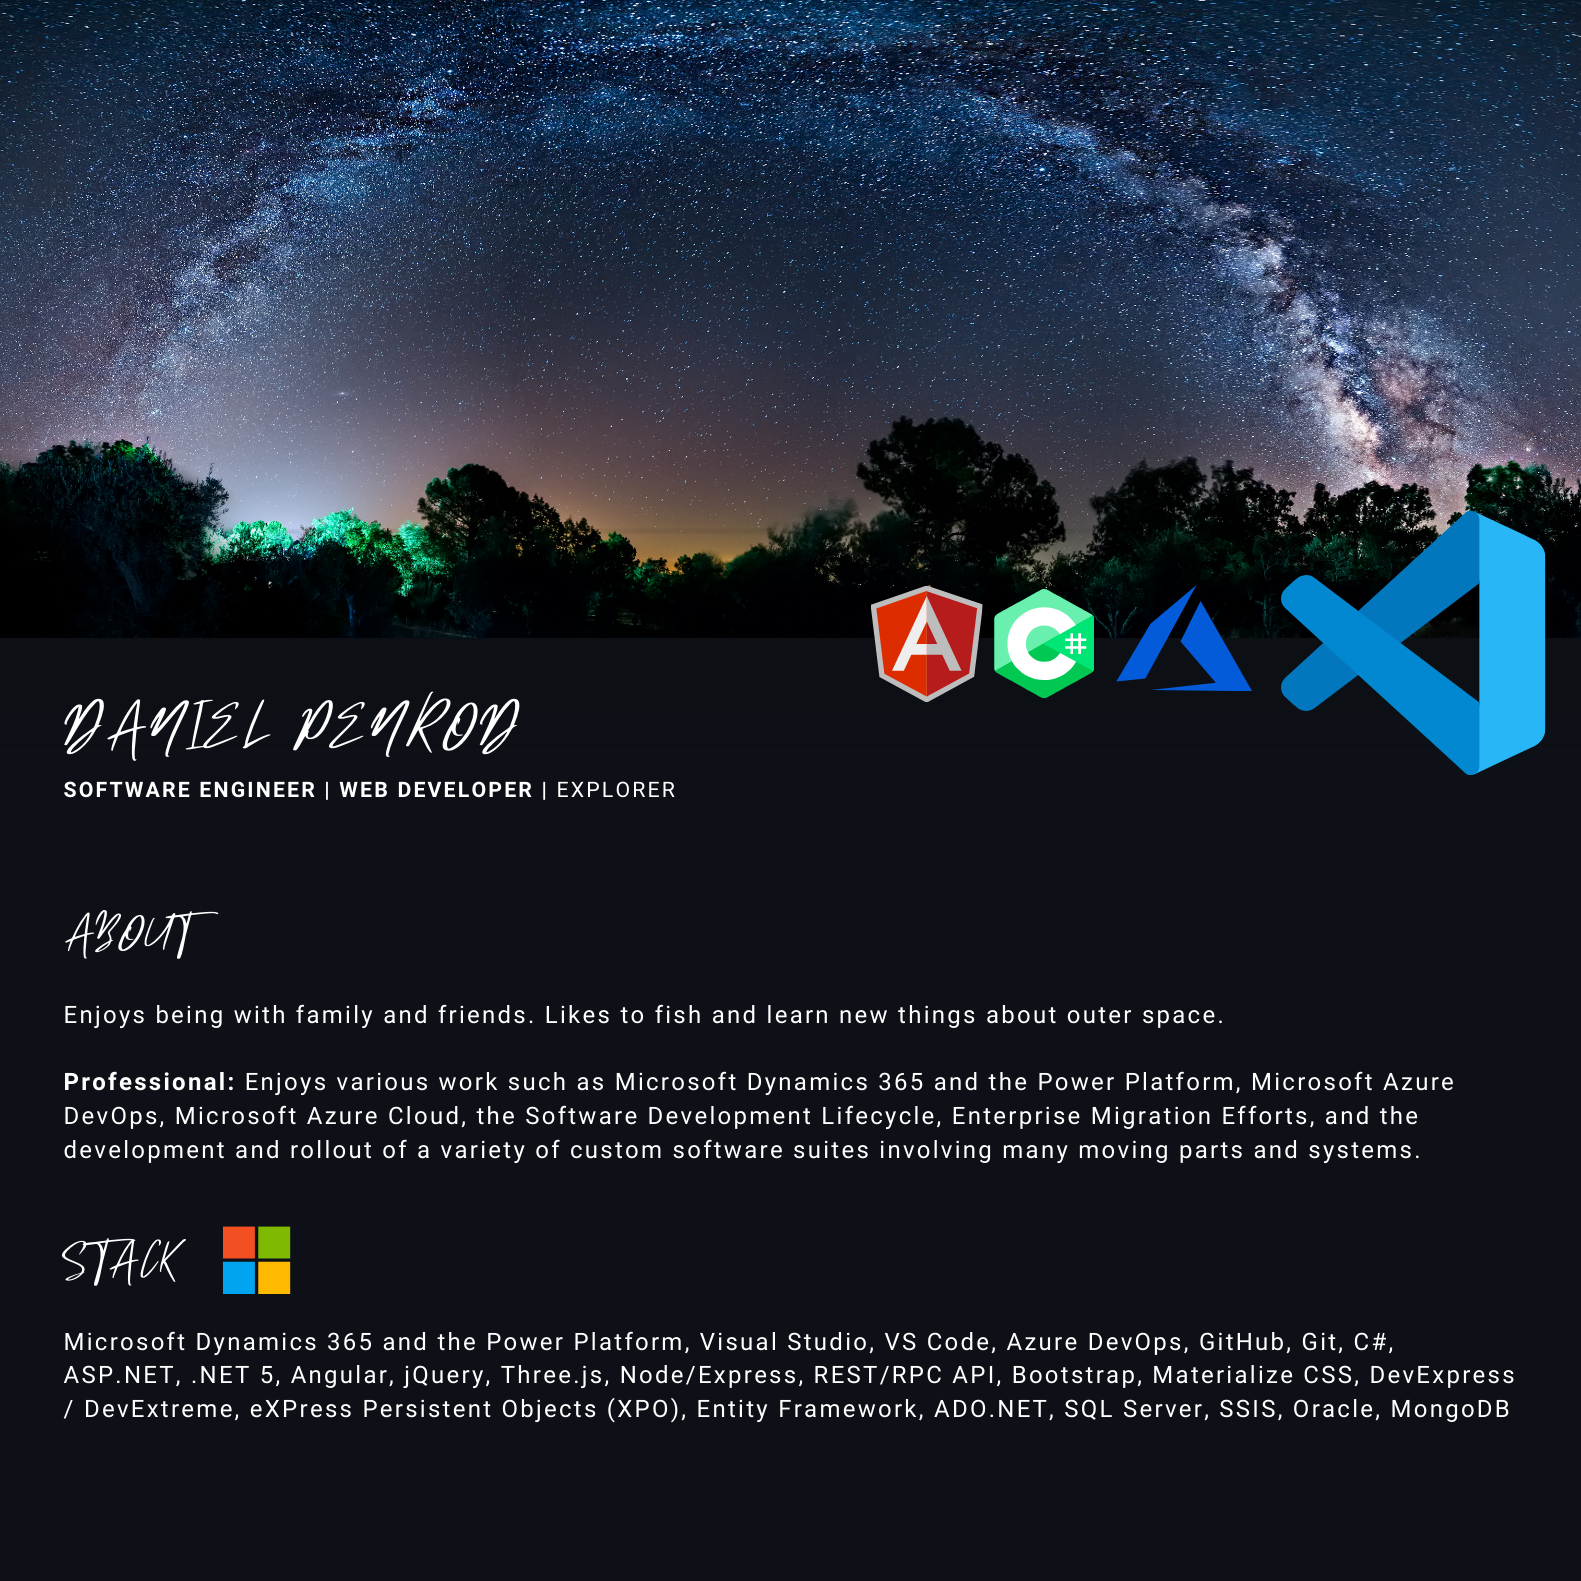 C#
DANIEL PENROD
SOFTWARE ENGINEER | WEB DEVELOPER | EXPLORER
ABOUT
Enjoys being with family and friends. Likes to fish and learn new things about outer space.
Professional: Enjoys various work such as Microsoft Dynamics 365 and the Power Platform, Microsoft Azure
DevOps, Microsoft Azure Cloud, the Software Development Lifecycle, Enterprise Migration Efforts, and the
development and rollout of a variety of custom software suites involving many moving parts and systems.
STACK
Microsoft Dynamics 365 and the Power Platform, Visual Studio, VS Code, Azure DevOps, GitHub, Git, C#,
ASP.NET, .NET 5, Angular, jQuery, Three.js, Node/Express, REST/RPC API, Bootstrap, Materialize CSS, DevExpress
/ DevExtreme, eXPress Persistent Objects (XPO), Entity Framework, ADO.NET, SQL Server, SSIS, Oracle, MongoDB